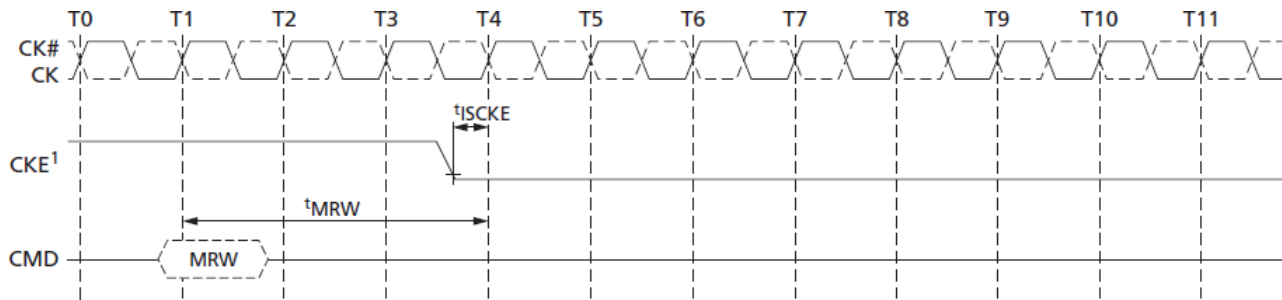 T0 T1 T2 T3 T4 T5 T6 T7 T8 T9 T10 T11
CK#
CK
tISCKE
CKE1
tMRW
CMD MRW